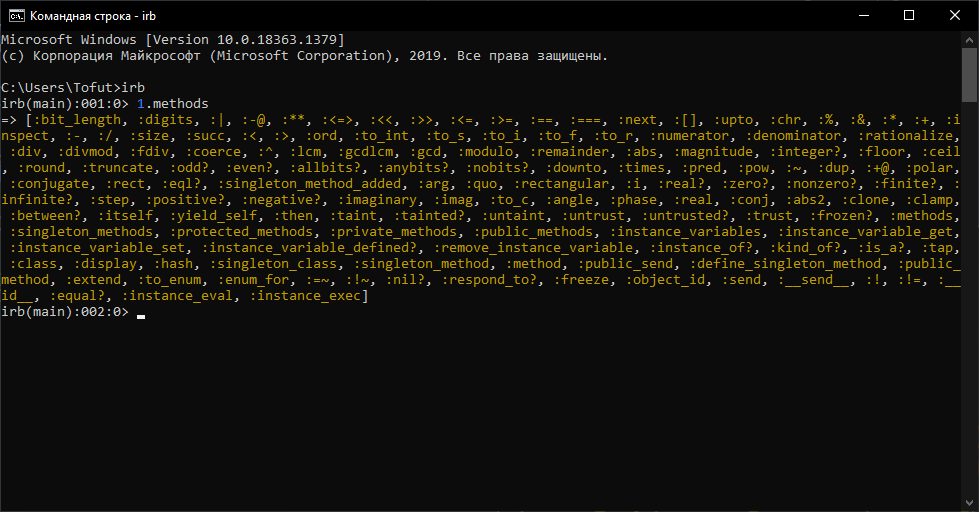 Командная строка - irb
Microsoft Windows [Version 10.0.18363.1379]
(c) Корпорация Майкрософт (Microsoft Corporation), 2019. Все права защищены.
C:\Users\Tofut>irb
irb(main):001:0> 1.methods
=> [:bit_length, :digits, :|, :-@, :**, :<=>, :<<, :>>, :<=, :>=, :==, :===, :next, :[], :upto, :chr, :%, :&, :*, :+, :i
nspect, :-, :/, :size, :succ, :<, :>, :ord, :to_int, :to_s, :to_i, :to_f, :to_r, :numerator, :denominator, :rationalize,
:div, :divmod, :fdiv, :coerce, :^, :lcm, :gcdlcm, :gcd, :modulo, :remainder, :abs, :magnitude, :integer?, :floor, :ceil
, :round, :truncate, :odd?, :even?, :allbits?, :anybits?, :nobits?, :downto, :times, :pred, :pow, :~, :dup, :+@, :polar,
:conjugate, :rect, :eql?, :singleton_method_added, :arg, :quo, :rectangular, :i, :real?, :zero?, :nonzero?, :finite?, :
infinite?, :step, :positive?, :negative?, :imaginary, :imag, :to_c, :angle, :phase, :real, :conj, :abs2, :clone, :clamp,
:between?, :itself, :yield_self, :then, :taint, :tainted?, :untaint, :untrust, :untrusted?, :trust, :frozen?, :methods,
:singleton_methods, :protected_methods, :private_methods, :public_methods, :instance_variables, :instance_variable_get,
:instance_variable_set, :instance_variable_defined?, :remove_instance_variable, :instance_of?, :kind_of?, :is_a?, :tap,
:class, :display, :hash, :singleton_class, :singleton_method, :method, :public_send, :define_singleton_method, :public_
method, :extend, :to_enum, :enum_for, :=~, :!~, :nil?, :respond_to?, :freeze, :object_id, :send, :__send__, :!, :!=, :__
id__, :equal?, :instance_eval, :instance_exec]
irb(main):002:0>